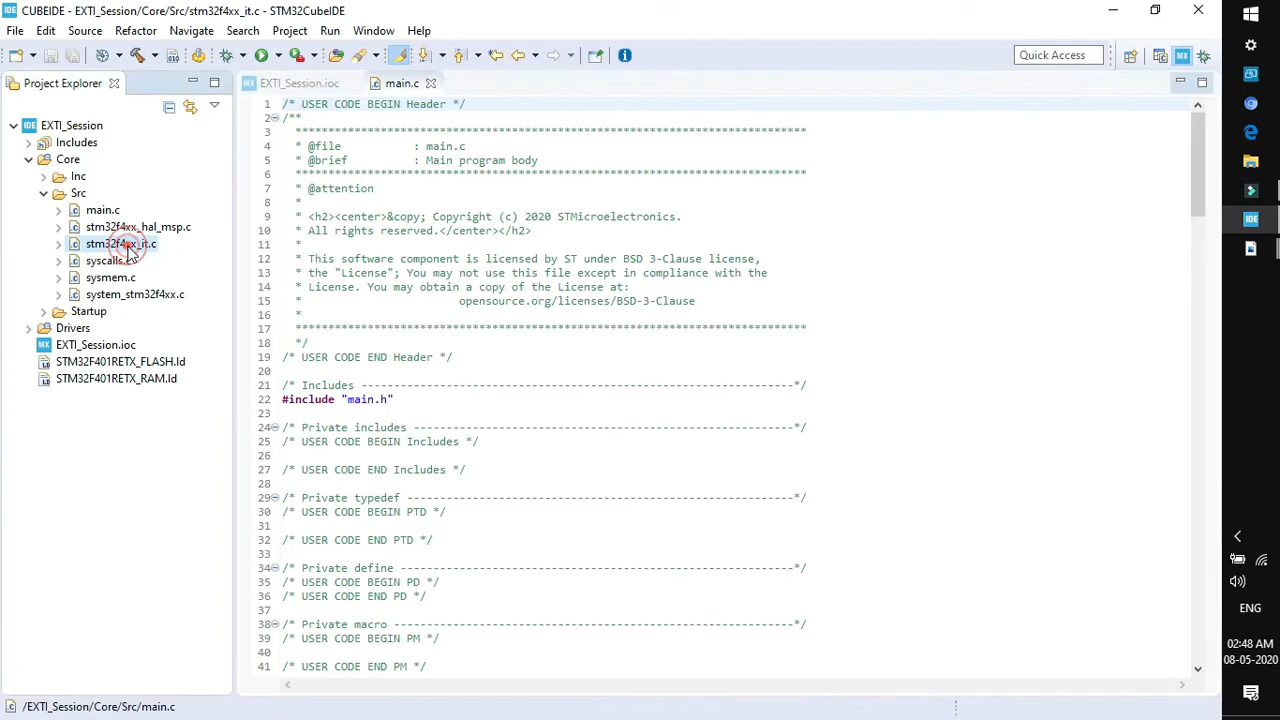 IDE CUBEIDE - EXTI_Session/Core/Src/stm32f4xx_it.c - STM32CubeIDE
File Edit Source Refactor Navigate Search Project Run Window Help
Quick Access
Project Explorer
EXTI_Session.ioc
main.c
IDE EXTI_Session
Includes
Core
Inc
Src
main.c
stm32f4xx_hal_msp.c
stm32f4xx_it.c
syscalls.c
sysmem.c
system_stm32f4xx.c
Startup
Drivers
MX EXTI_Session.ioc
STM32F401RETX_FLASH.ld
STM32F401RETX_RAM.ld
1 /* USER CODE BEGIN Header */
2 /**
3 ******************************************************************************
4 * @file : main.c
5 * @brief : Main program body
6 ******************************************************************************
7 * @attention
8 *
9 * <h2><center>&copy; Copyright (c) 2020 STMicroelectronics.
10 * All rights reserved.</center></h2>
11 *
12 * This software component is licensed by ST under BSD 3-Clause license,
13 * the "License"; You may not use this file except in compliance with the
14 * License. You may obtain a copy of the License at:
15 * opensource.org/licenses/BSD-3-Clause
16 *
17 ******************************************************************************
18 */
19 /* USER CODE END Header */
20
21 /* Includes ------------------------------------------------------------------*/
22 #include "main.h"
23
24 /* Private includes ----------------------------------------------------------*/
25 /* USER CODE BEGIN Includes */
26
27 /* USER CODE END Includes */
28
29 /* Private typedef -----------------------------------------------------------*/
30 /* USER CODE BEGIN PTD */
31
32 /* USER CODE END PTD */
33
34 /* Private define ------------------------------------------------------------*/
35 /* USER CODE BEGIN PD */
36 /* USER CODE END PD */
37
38 /* Private macro -------------------------------------------------------------*/
39 /* USER CODE BEGIN PM */
40
41 /* USER CODE END PM */
/EXTI_Session/Core/Src/main.c
IDE
ENG
02:48 AM
08-05-2020